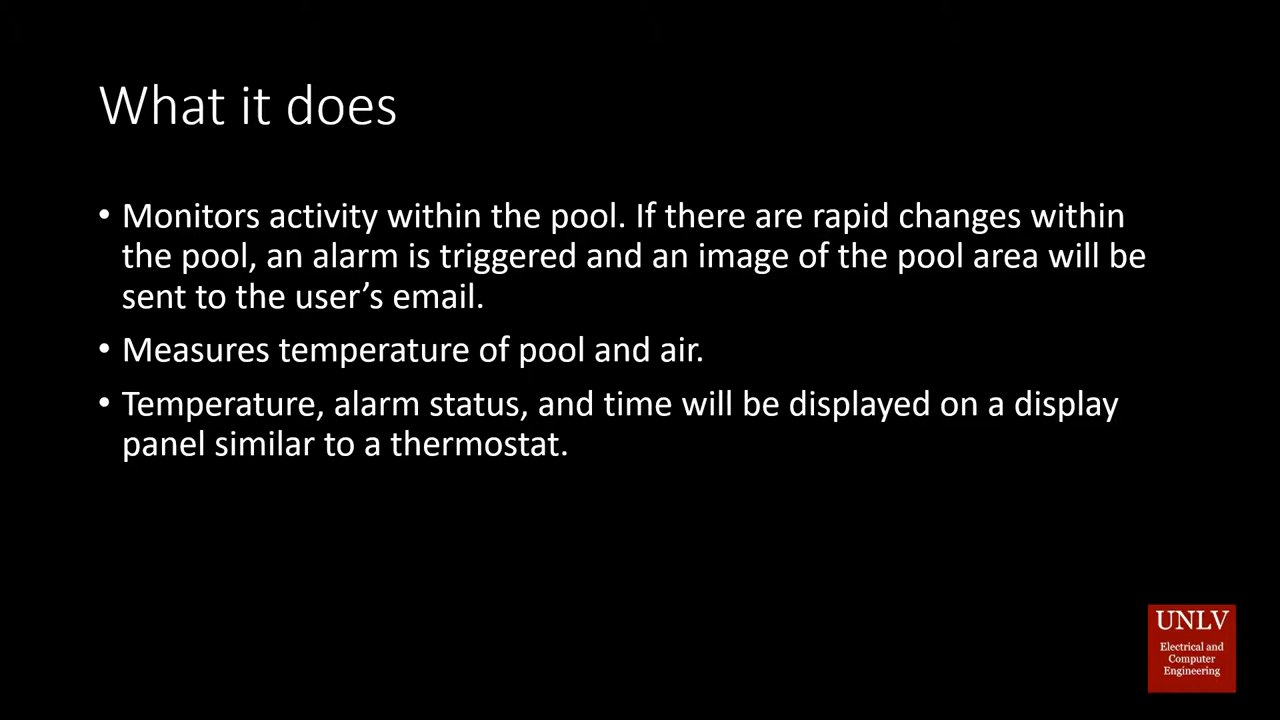 What it does
• Monitors activity within the pool. If there are rapid changes within
the pool, an alarm is triggered and an image of the pool area will be
sent to the user’s email.
• Measures temperature of pool and air.
• Temperature, alarm status, and time will be displayed on a display
panel similar to a thermostat.
UNLV
Electrical and
Computer
Engineering